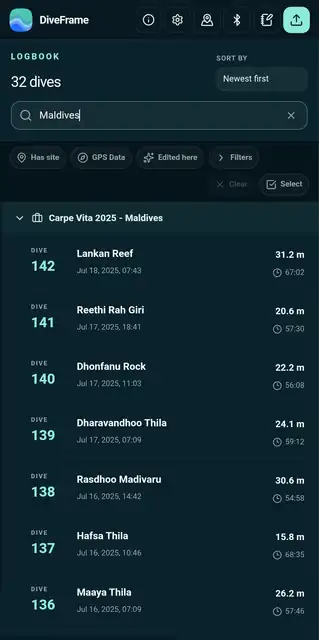 DiveFrame
LOGBOOK
32 dives
SORT BY
Newest first
Maldives
Has site
GPS Data
Edited here
Filters
Clear
Select
Carpe Vita 2025 - Maldives
DIVE
142
Lankan Reef
Jul 18, 2025, 07:43
31.2 m
67:02
DIVE
141
Reethi Rah Giri
Jul 17, 2025, 18:41
20.6 m
57:30
DIVE
140
Dhonfanu Rock
Jul 17, 2025, 11:03
22.2 m
56:08
DIVE
139
Dharavandhoo Thila
Jul 17, 2025, 07:09
24.1 m
59:12
DIVE
138
Rasdhoo Madivaru
Jul 16, 2025, 14:42
30.6 m
54:58
DIVE
137
Hafsa Thila
Jul 16, 2025, 10:46
15.8 m
68:35
DIVE
136
Maaya Thila
Jul 16, 2025, 07:09
26.2 m
57:46